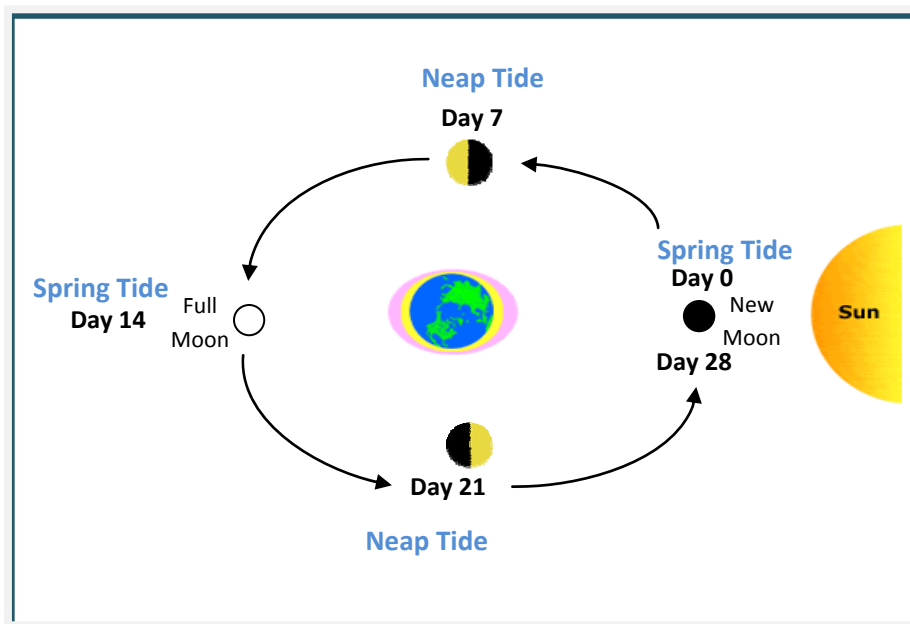 Neap Tide
Day 7
Spring Tide
Day 0
New
Moon
Day 28
Sun
Spring Tide
Day 14
Full
Moon
Day 21
Neap Tide